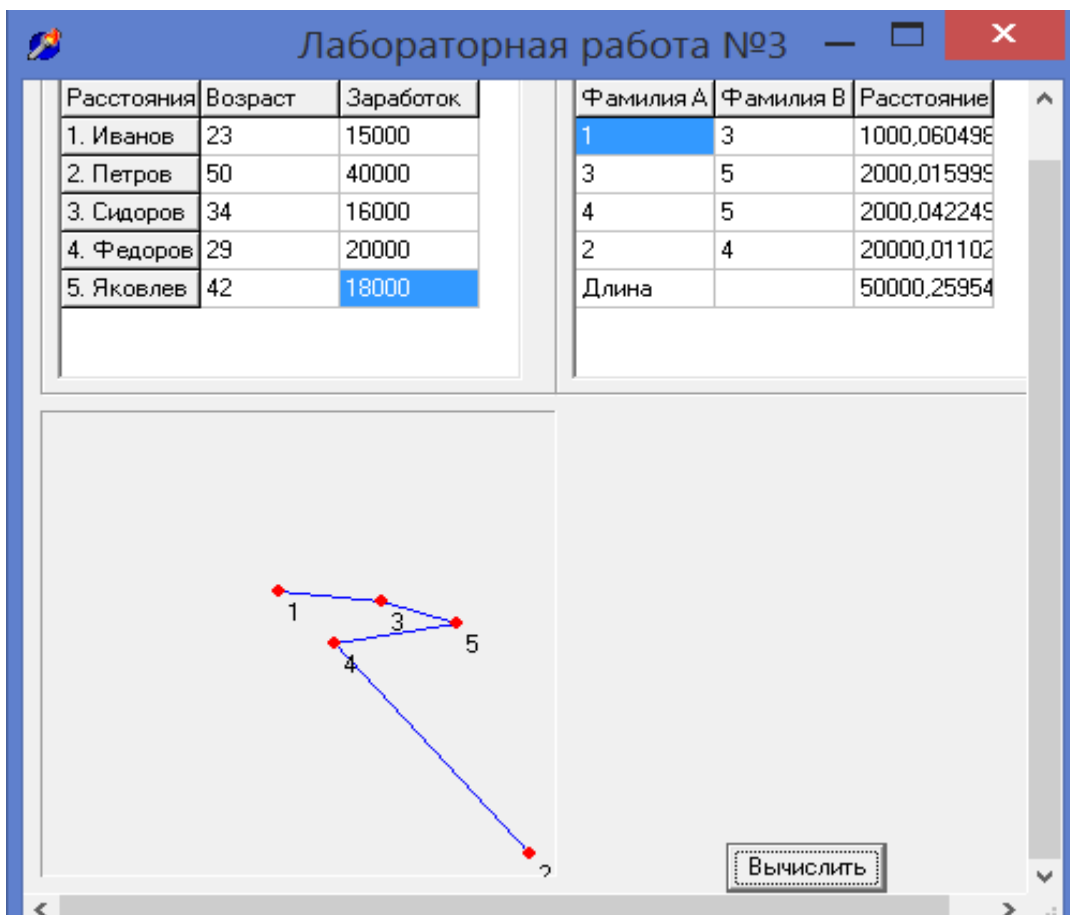 Лабораторная работа №3
Расстояния Возраст Заработок
1. Иванов 23 15000
2. Петров 50 40000
3. Сидоров 34 16000
4. Федоров 29 20000
5. Яковлев 42 18000
Фамилия А Фамилия В Расстояние
1 3 1000,060498
3 5 2000,015999
4 5 2000,042249
2 4 20000,01102
Длина 50000,25954
1
3
5
4
2
Вычислить